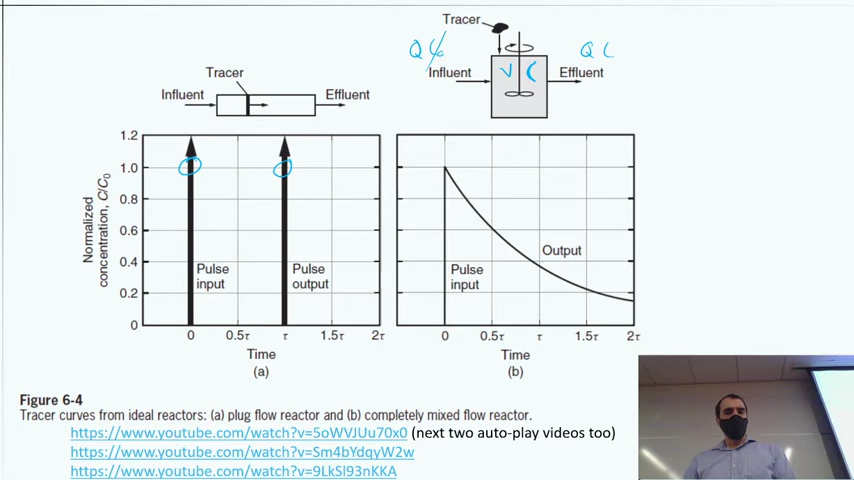 Tracer
Q C₀
Q C
Influent
V C
Effluent
Tracer
Influent
Effluent
Normalized
concentration, C/C₀
1.2
1.0
0.8
0.6
0.4
0.2
0
Pulse
input
Pulse
output
0 0.5τ τ 1.5τ 2τ
Time
(a)
Pulse
input
Output
0 0.5τ τ 1.5τ 2τ
Time
(b)
Figure 6-4
Tracer curves from ideal reactors: (a) plug flow reactor and (b) completely mixed flow reactor.
https://www.youtube.com/watch?v=5oWVJUu70x0 (next two auto-play videos too)
https://www.youtube.com/watch?v=Sm4bYdqyW2w
https://www.youtube.com/watch?v=9LkSl93nKKA